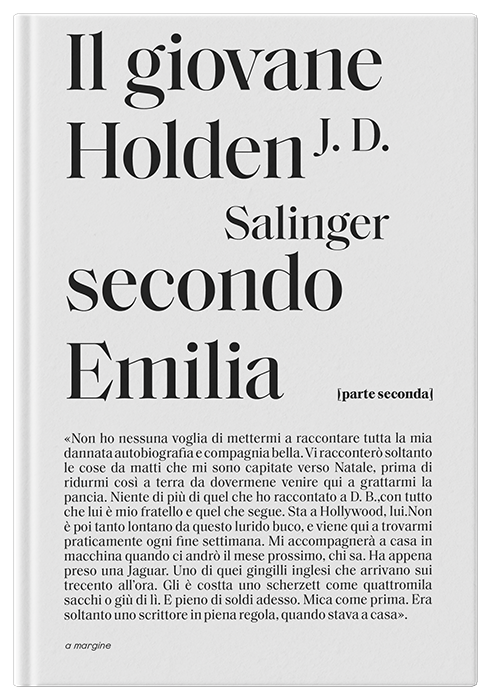 Il giovane
Holden J. D.
Salinger
secondo
Emilia [parte seconda]
«Non ho nessuna voglia di mettermi a raccontare tutta la mia
dannata autobiografia e compagnia bella. Vi racconterò soltanto
le cose da matti che mi sono capitate verso Natale, prima di
ridurmi così a terra da dovermene venire qui a grattarmi la
pancia. Niente di più di quel che ho raccontato a D. B.,con tutto
che lui è mio fratello e quel che segue. Sta a Hollywood, lui.Non
è poi tanto lontano da questo lurido buco, e viene qui a trovarmi
praticamente ogni fine settimana. Mi accompagnerà a casa in
macchina quando ci andrò il mese prossimo, chi sa. Ha appena
preso una Jaguar. Uno di quei gingilli inglesi che arrivano sui
trecento all'ora. Gli è costta uno scherzett come quattromila
sacchi o giù di lì. E pieno di soldi adesso. Mica come prima. Era
soltanto uno scrittore in piena regola, quando stava a casa».
a margine